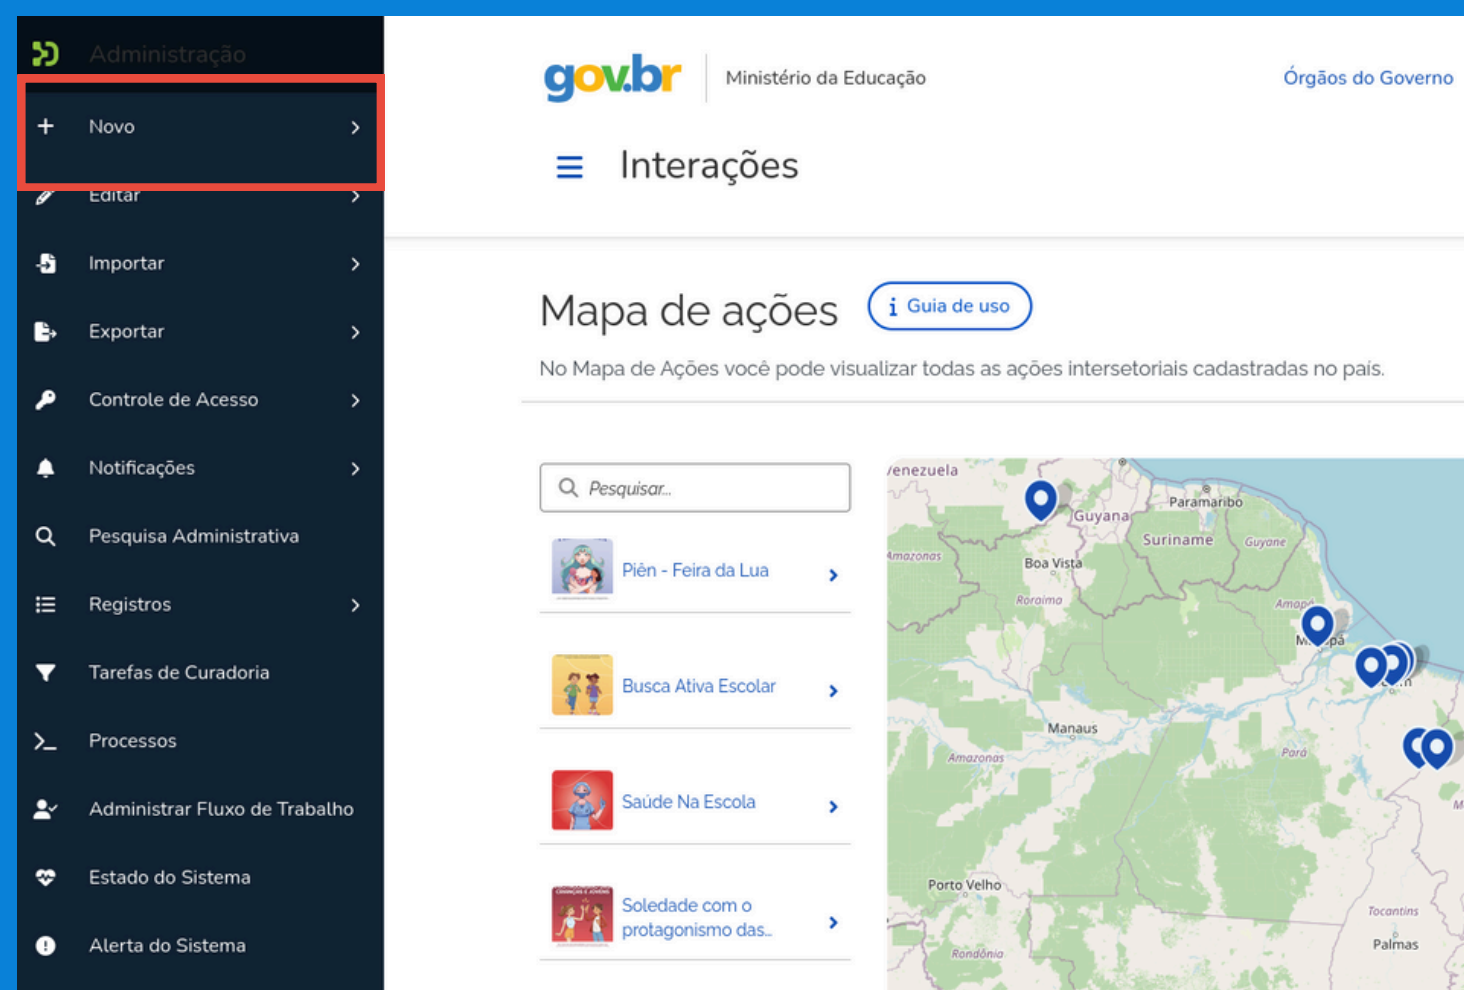 Administração
Novo
Editar
Importar
Exportar
Controle de Acesso
Notificações
Pesquisa Administrativa
Registros
Tarefas de Curadoria
Processos
Administrar Fluxo de Trabalho
Estado do Sistema
Alerta do Sistema
gov.br
Ministério da Educação
Órgãos do Governo
Interações
Mapa de ações
Guia de uso
No Mapa de Ações você pode visualizar todas as ações intersetoriais cadastradas no país.
Pesquisar...
Piên - Feira da Lua
Busca Ativa Escolar
Saúde Na Escola
Soledade com o
protagonismo das...
Venezuela
Guyana
Paramaribo
Suriname
Guyane
Amazonas
Boa Vista
Roraima
Amapá
Manaus
Amazonas
Pará
Porto Velho
Tocantins
Palmas
Rondônia